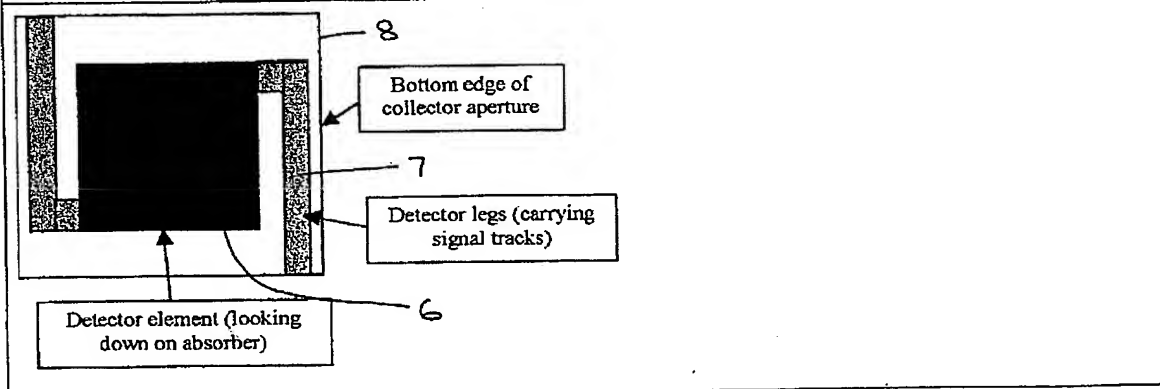 8
Bottom edge of
collector aperture
7
Detector legs (carrying
signal tracks)
6
Detector element (looking
down on absorber)